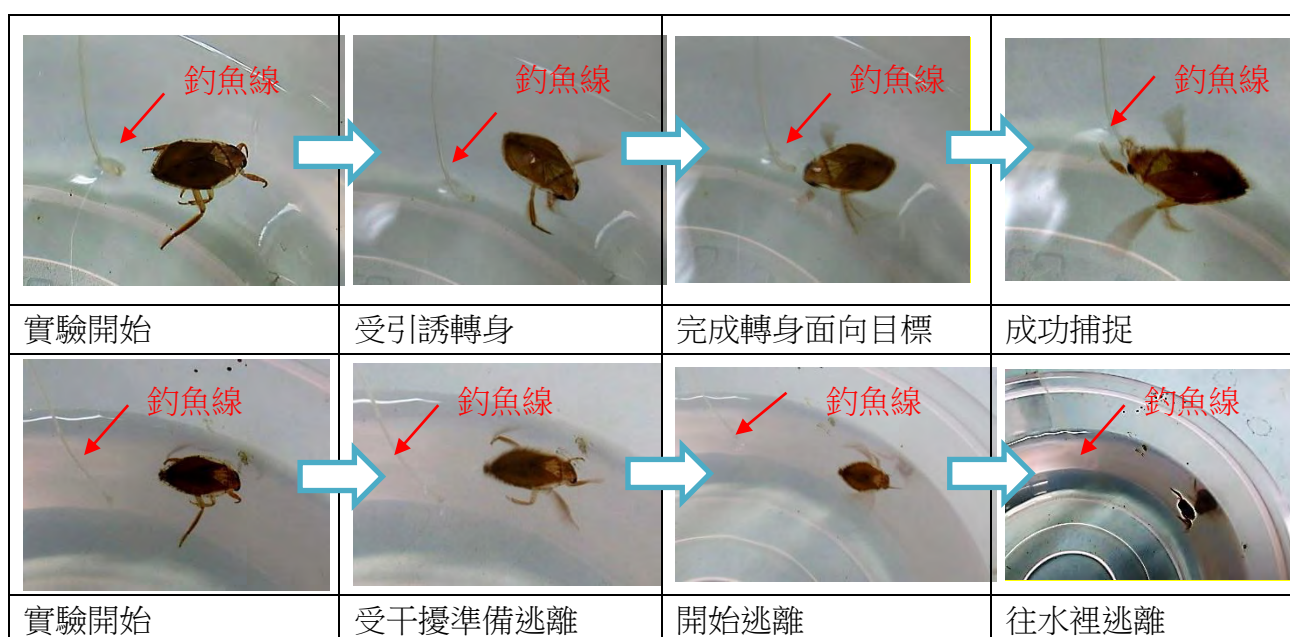 釣魚線
釣魚線
釣魚線
釣魚線
實驗開始
受引誘轉身
完成轉身面向目標
成功捕捉
釣魚線
釣魚線
釣魚線
釣魚線
實驗開始
受干擾準備逃離
開始逃離
往水裡逃離